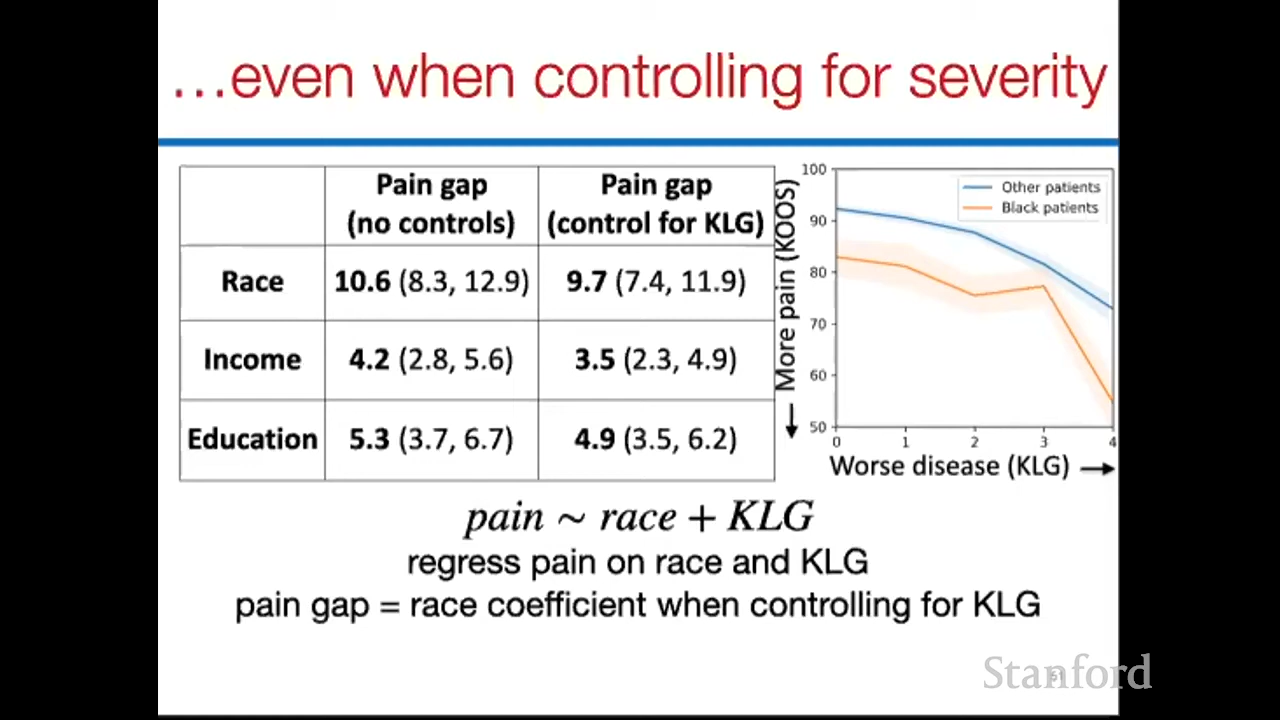 ...even when controlling for severity
Pain gap
(no controls)
Pain gap
(control for KLG)
Race
10.6 (8.3, 12.9)
9.7 (7.4, 11.9)
Income
4.2 (2.8, 5.6)
3.5 (2.3, 4.9)
Education
5.3 (3.7, 6.7)
4.9 (3.5, 6.2)
More pain (KOOS)
100
90
80
70
60
50
Other patients
Black patients
0 1 2 3 4
Worse disease (KLG)
pain ~ race + KLG
regress pain on race and KLG
pain gap = race coefficient when controlling for KLG
Stanford